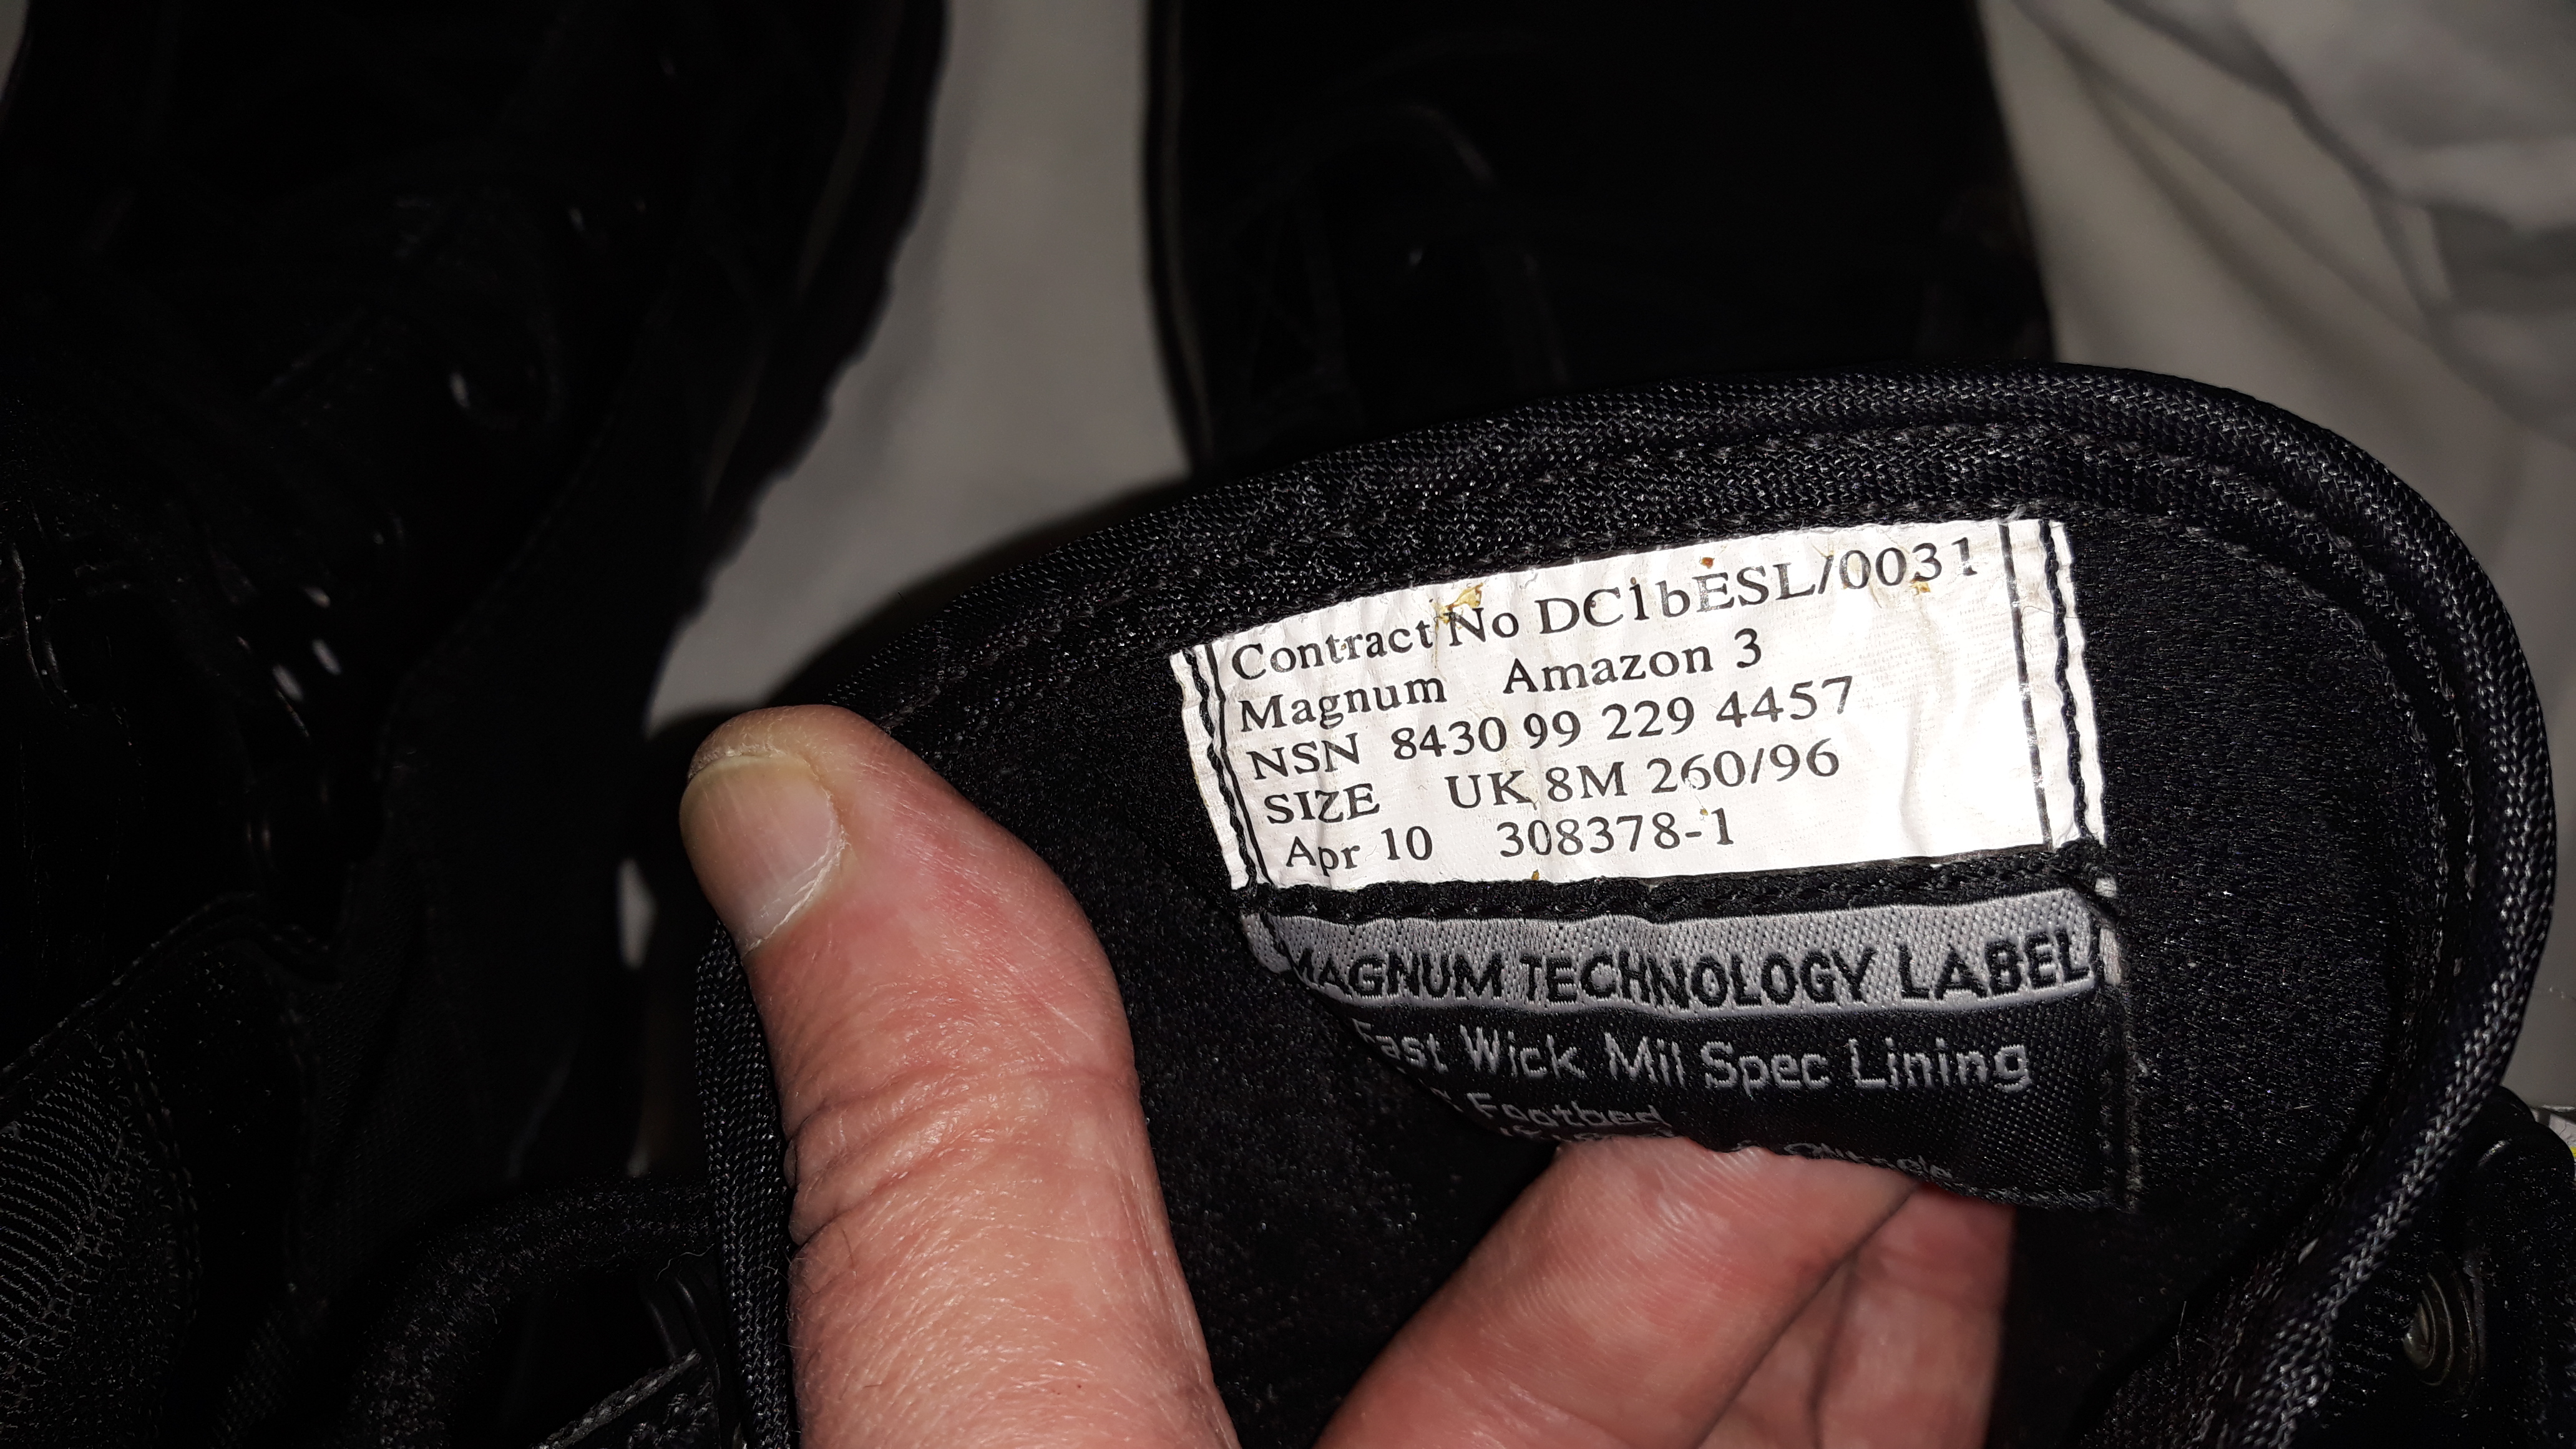 Contract No DC1bESL/0031
Magnum Amazon 3
NSN 8430 99 229 4457
SIZE UK 8M 260/96
Apr 10 308378-1
MAGNUM TECHNOLOGY LABEL
Fast Wick Mil Spec Lining
Footbed